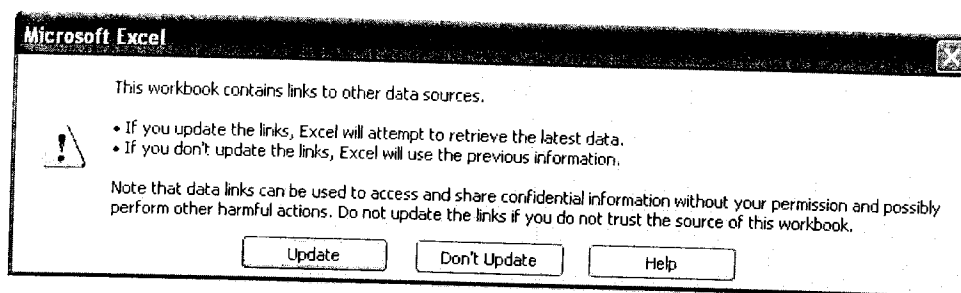 Microsoft Excel
This workbook contains links to other data sources.
• If you update the links, Excel will attempt to retrieve the latest data.
• If you don't update the links, Excel will use the previous information.
Note that data links can be used to access and share confidential information without your permission and possibly
perform other harmful actions. Do not update the links if you do not trust the source of this workbook.
Update
Don't Update
Help